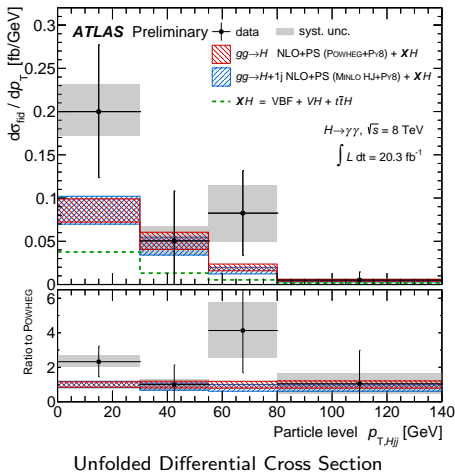 ATLAS Preliminary
data
syst. unc.
gg→H NLO+PS (POWHEG+PY8) + XH
gg→H+1j NLO+PS (MINLO HJ+PY8) + XH
XH = VBF + VH + tt̄H
H→γγ, √s = 8 TeV
∫ L dt = 20.3 fb⁻¹
dσ_fid / dp_T [fb/GeV]
0.3
0.25
0.2
0.15
0.1
0.05
0
Ratio to POWHEG
6
4
2
0
0 20 40 60 80 100 120 140
Particle level p_T,Hjj [GeV]
Unfolded Differential Cross Section